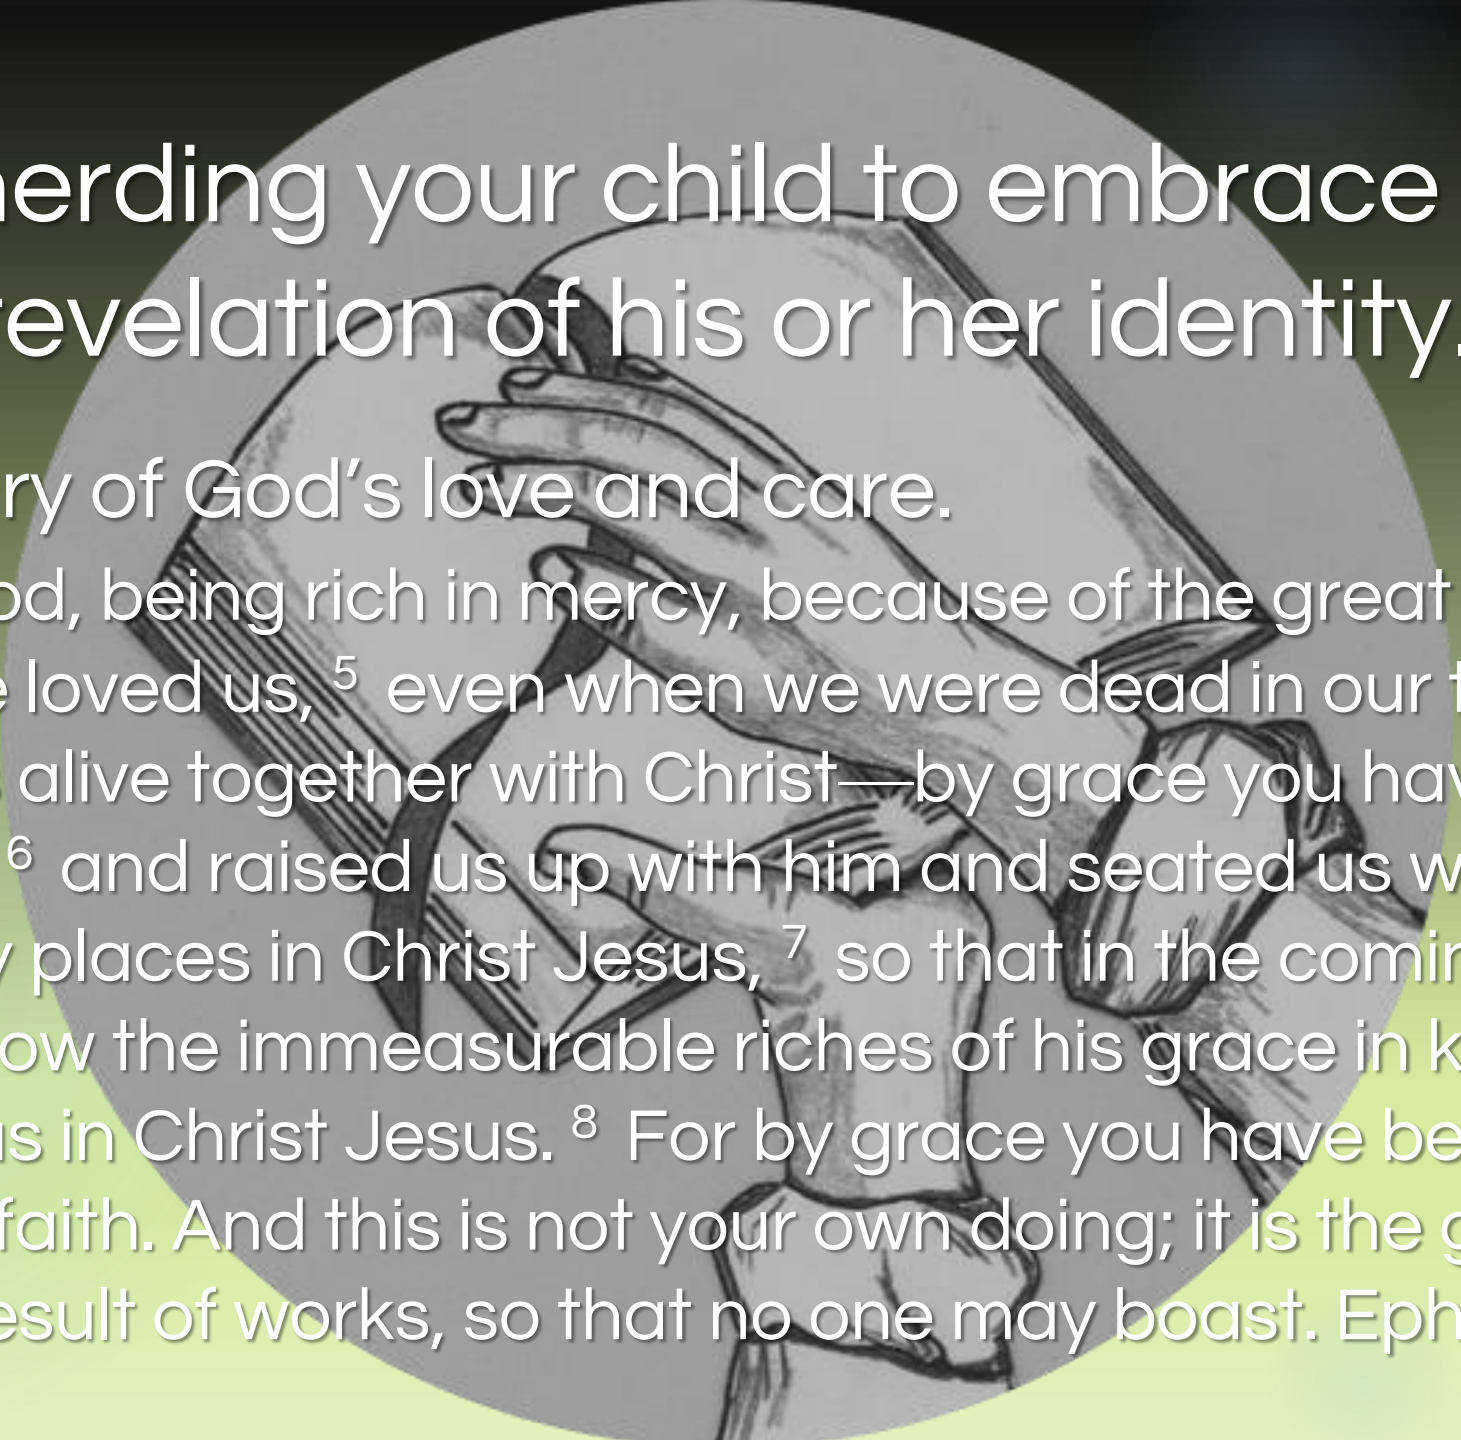 herding your child to embrace
revelation of his or her identity.
ry of God’s love and care.
od, being rich in mercy, because of the great
e loved us, 5 even when we were dead in our t
alive together with Christ—by grace you hav
6 and raised us up with him and seated us w
y places in Christ Jesus, 7 so that in the comin
ow the immeasurable riches of his grace in k
us in Christ Jesus. 8 For by grace you have be
faith. And this is not your own doing; it is the g
esult of works, so that no one may boast. Eph